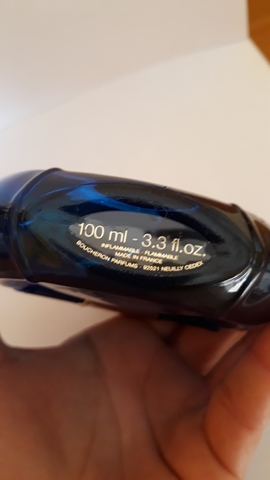 100 ml - 3.3 fl.oz.
INFLAMMABLE - FLAMMABLE
MADE IN FRANCE
BOUCHERON PARFUMS - 92521 NEUILLY CEDEX